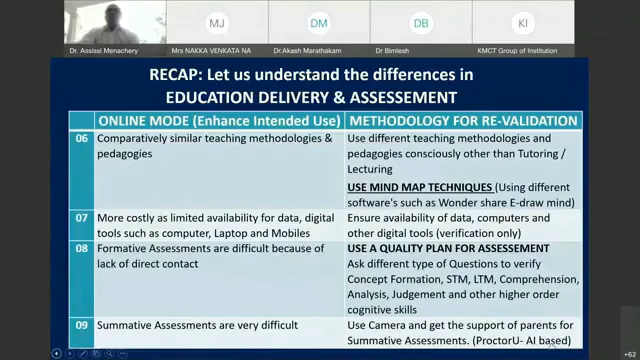 MJ
DM
DB
KI
Dr. Assissi Menachery
Mrs NAKKA VENKATA NA
Dr.Akash Marathakam
Dr Bimlesh
KMCT Group of Institution
RECAP: Let us understand the differences in
EDUCATION DELIVERY & ASSESSEMENT
ONLINE MODE (Enhance Intended Use)
METHODOLOGY FOR RE-VALIDATION
06
Comparatively similar teaching methodologies &
pedagogies
Use different teaching methodologies and
pedagogies consciously other than Tutoring /
Lecturing
USE MIND MAP TECHNIQUES (Using different
software's such as Wonder share E-draw mind)
07
More costly as limited availability for data, digital
tools such as computer, Laptop and Mobiles
Ensure availability of data, computers and
other digital tools (verification only)
08
Formative Assessments are difficult because of
lack of direct contact
USE A QUALITY PLAN FOR ASSESSMENT
Ask different type of Questions to verify
Concept Formation, STM, LTM, Comprehension,
Analysis, Judgement and other higher order
cognitive skills
09
Summative Assessments are very difficult
Use Camera and get the support of parents for
Summative Assessments. (ProctorU- AI based)
+62